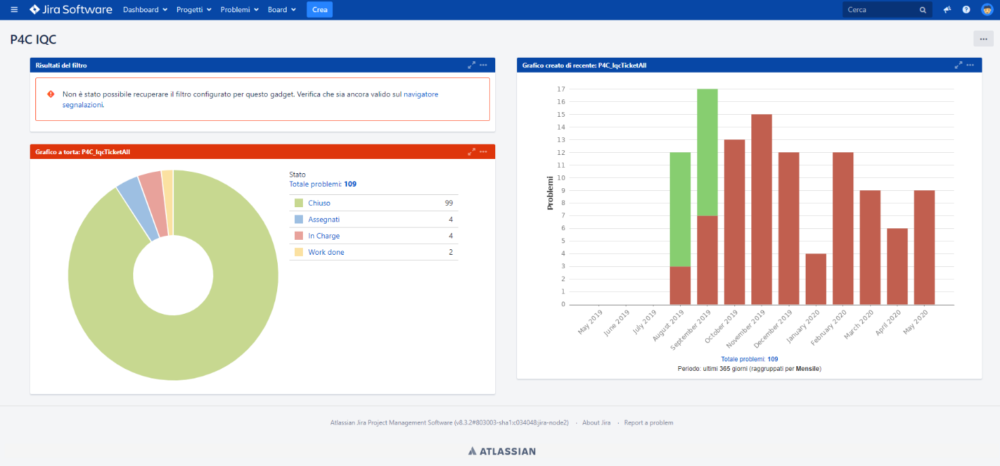 Jira Software Dashboard Progetti Problemi Board Crea Cerca
P4C IQC
Risultati del filtro
Non è stato possibile recuperare il filtro configurato per questo gadget. Verifica che sia ancora valido sul navigatore
segnalazioni.
Grafico a torta: P4C_IqcTicketAll
Stato
Totale problemi: 109
Chiuso 99
Assegnati 4
In Charge 4
Work done 2
Grafico creato di recente: P4C_IqcTicketAll
Problemi
17
16
15
14
13
12
11
10
9
8
7
6
5
4
3
2
1
0
May 2019
June 2019
July 2019
August 2019
September 2019
October 2019
November 2019
December 2019
January 2020
February 2020
March 2020
April 2020
May 2020
Totale problemi: 109
Periodo: ultimi 365 giorni (raggruppati per Mensile)
Atlassian Jira Project Management Software (v8.3.2#803003-sha1:c034048:jira-node2) · About Jira · Report a problem
ATLASSIAN